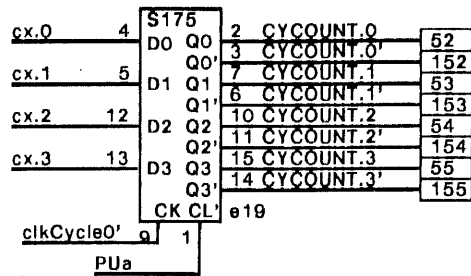 S175
cx.0 4 D0 Q0 2 CYCOUNT.0 52
Q0' 3 CYCOUNT.0' 152
cx.1 5 D1 Q1 7 CYCOUNT.1 53
Q1' 6 CYCOUNT.1' 153
cx.2 12 D2 Q2 10 CYCOUNT.2 54
Q2' 11 CYCOUNT.2' 154
cx.3 13 D3 Q3 15 CYCOUNT.3 55
Q3' 14 CYCOUNT.3' 155
CK CL' e19
clkCycle0' 9 1
PUa